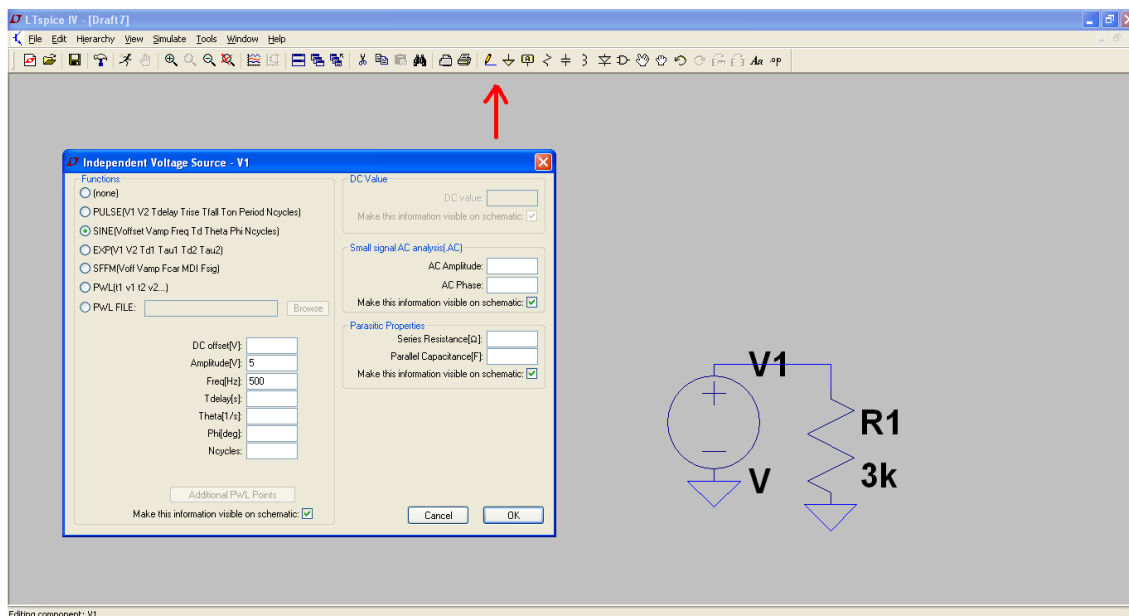 LTspice IV - [Draft7]
File Edit Hierarchy View Simulate Tools Window Help
Aa .op
Independent Voltage Source - V1
Functions
(none)
PULSE(V1 V2 Tdelay Trise Tfall Ton Period Ncycles)
SINE(Voffset Vamp Freq Td Theta Phi Ncycles)
EXP(V1 V2 Td1 Tau1 Td2 Tau2)
SFFM(Voff Vamp Fcar MDI Fsig)
PWL(t1 v1 t2 v2...)
PWL FILE: Browse
DC offset[V]:
Amplitude[V]: 5
Freq[Hz]: 500
Tdelay[s]:
Theta[1/s]:
Phi[deg]:
Ncycles:
Additional PWL Points
Make this information visible on schematic:
DC Value
DC value:
Make this information visible on schematic:
Small signal AC analysis(.AC)
AC Amplitude:
AC Phase:
Make this information visible on schematic:
Parasitic Properties
Series Resistance[Ω]:
Parallel Capacitance[F]:
Make this information visible on schematic:
Cancel OK
V1
R1
V
3k
Editing component: V1